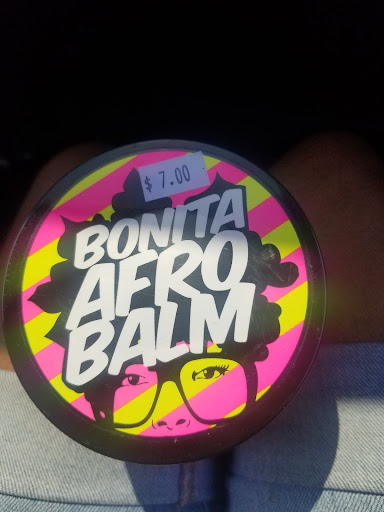 $ 7.00
BONITA
AFRO
BALM